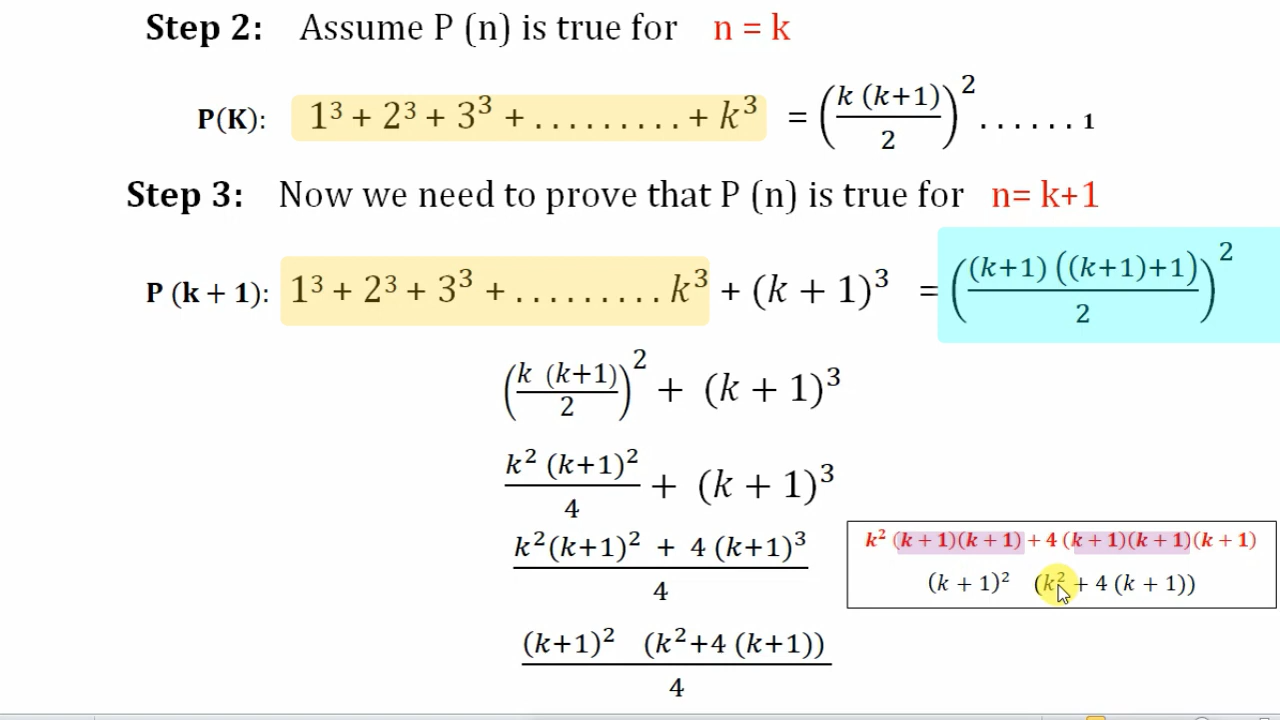 Step 2: Assume P (n) is true for n = k
P(K): 1³ + 2³ + 3³ + . . . . . . . . . + k³ = (k (k+1)/2)² . . . . . . 1
Step 3: Now we need to prove that P (n) is true for n= k+1
P (k + 1): 1³ + 2³ + 3³ + . . . . . . . . . k³ + (k + 1)³ = ((k+1) ((k+1)+1)/2)²
(k (k+1)/2)² + (k + 1)³
k² (k+1)²/4 + (k + 1)³
k²(k+1)² + 4 (k+1)³/4
k² (k + 1)(k + 1) + 4 (k + 1)(k + 1)(k + 1)
(k + 1)² (k² + 4 (k + 1))
(k+1)² (k²+4 (k+1))/4